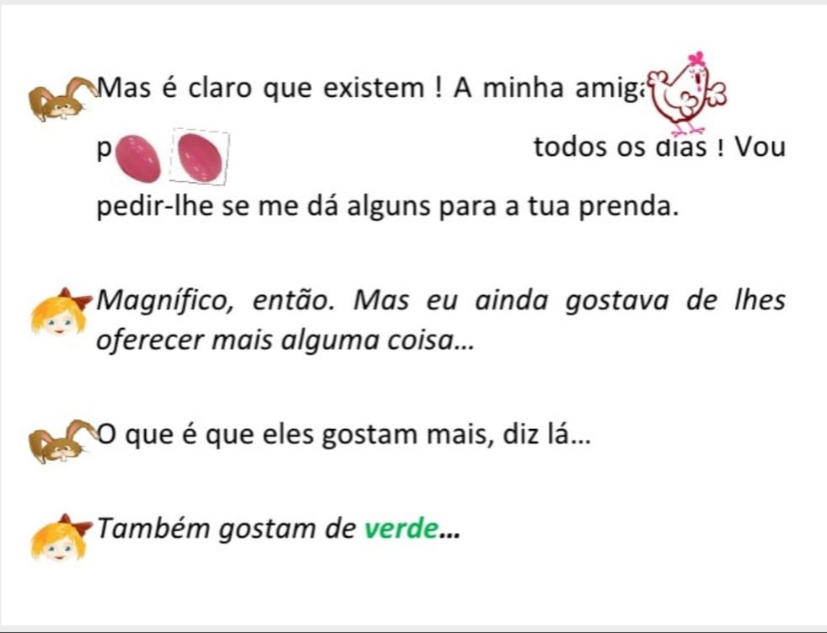 Mas é claro que existem ! A minha amiga
p todos os dias ! Vou
pedir-lhe se me dá alguns para a tua prenda.
Magnífico, então. Mas eu ainda gostava de lhes
oferecer mais alguma coisa...
O que é que eles gostam mais, diz lá...
Também gostam de verde...